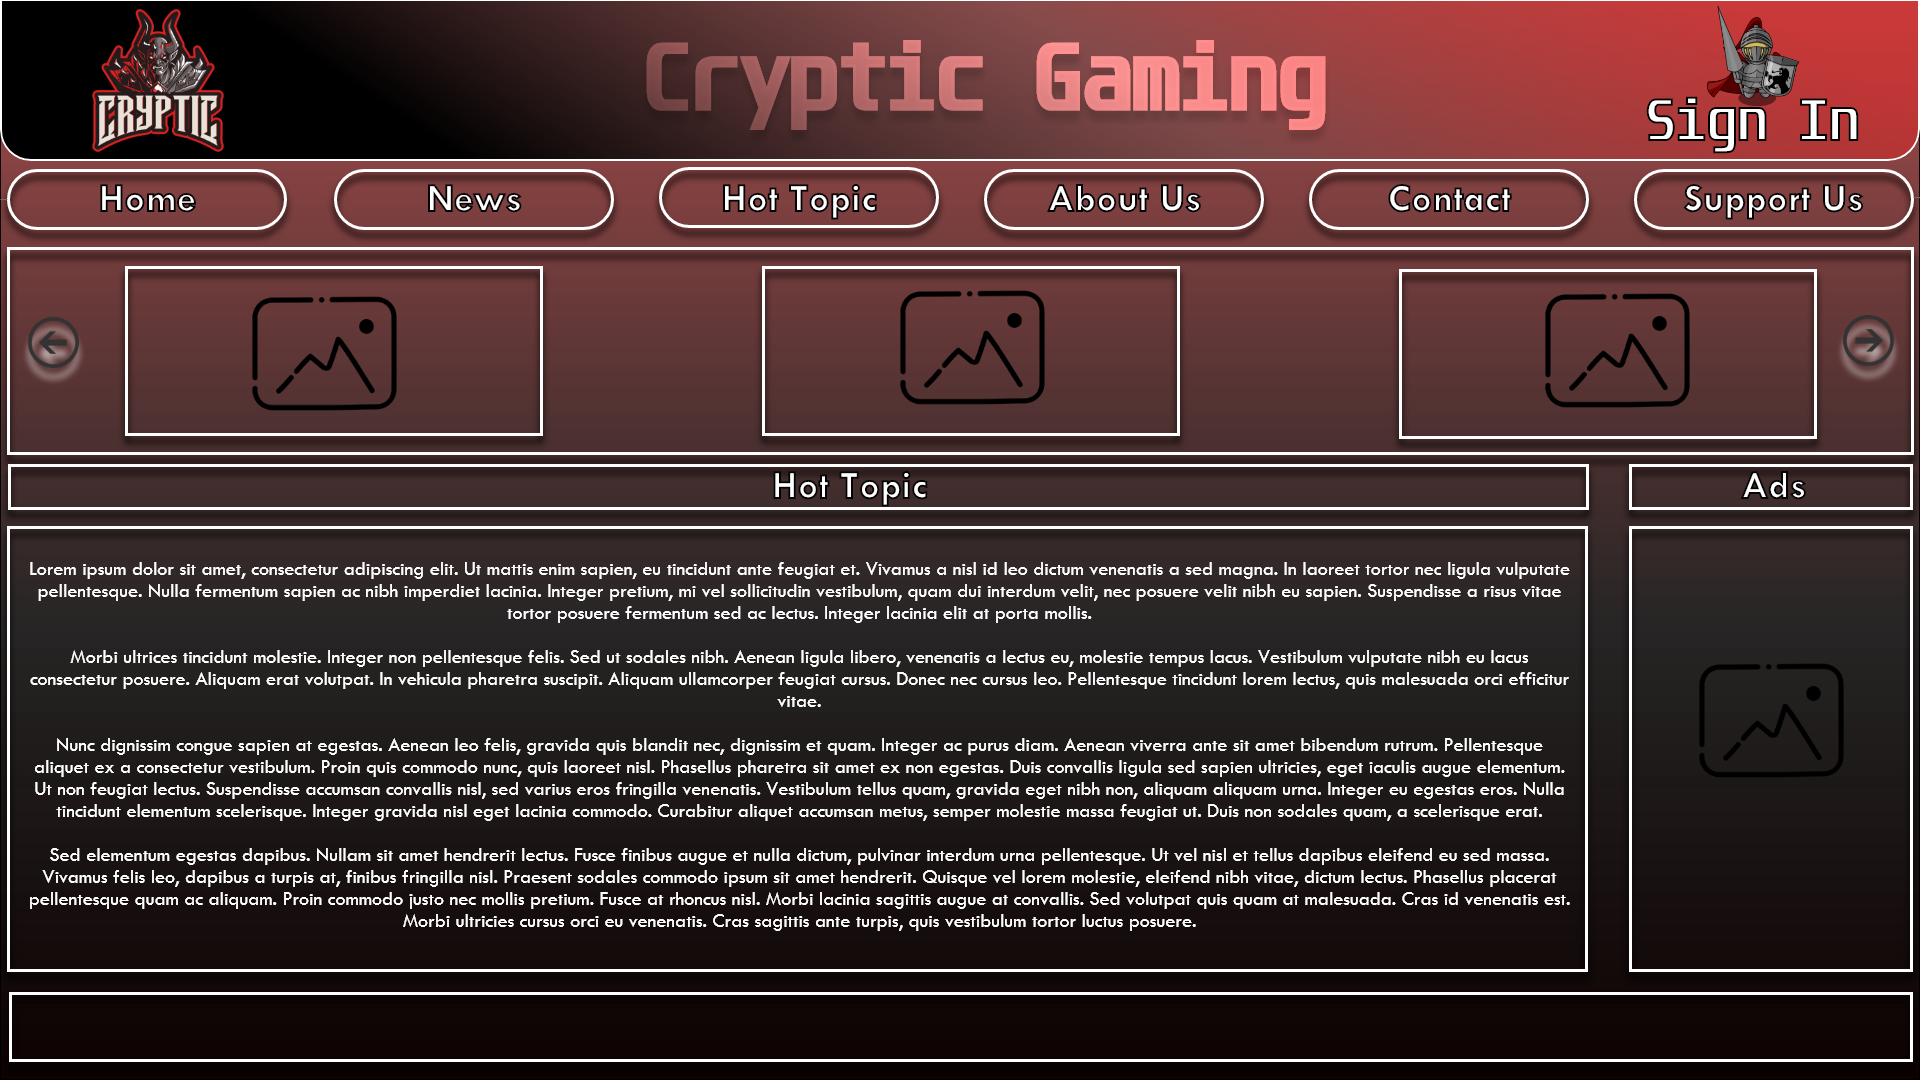 CRYPTIC
Cryptic Gaming
Sign In
Home
News
Hot Topic
About Us
Contact
Support Us
Hot Topic
Ads
Lorem ipsum dolor sit amet, consectetur adipiscing elit. Ut mattis enim sapien, eu tincidunt ante feugiat et. Vivamus a nisl id leo dictum venenatis a sed magna. In laoreet tortor nec ligula vulputate
pellentesque. Nulla fermentum sapien ac nibh imperdiet lacinia. Integer pretium, mi vel sollicitudin vestibulum, quam dui interdum velit, nec posuere velit nibh eu sapien. Suspendisse a risus vitae
tortor posuere fermentum sed ac lectus. Integer lacinia elit at porta mollis.
Morbi ultrices tincidunt molestie. Integer non pellentesque felis. Sed ut sodales nibh. Aenean ligula libero, venenatis a lectus eu, molestie tempus lacus. Vestibulum vulputate nibh eu lacus
consectetur posuere. Aliquam erat volutpat. In vehicula pharetra suscipit. Aliquam ullamcorper feugiat cursus. Donec nec cursus leo. Pellentesque tincidunt lorem lectus, quis malesuada orci efficitur
vitae.
Nunc dignissim congue sapien at egestas. Aenean leo felis, gravida quis blandit nec, dignissim et quam. Integer ac purus diam. Aenean viverra ante sit amet bibendum rutrum. Pellentesque
aliquet ex a consectetur vestibulum. Proin quis commodo nunc, quis laoreet nisl. Phasellus pharetra sit amet ex non egestas. Duis convallis ligula sed sapien ultricies, eget iaculis augue elementum.
Ut non feugiat lectus. Suspendisse accumsan convallis nisl, sed varius eros fringilla venenatis. Vestibulum tellus quam, gravida eget nibh non, aliquam aliquam urna. Integer eu egestas eros. Nulla
tincidunt elementum scelerisque. Integer gravida nisl eget lacinia commodo. Curabitur aliquet accumsan metus, semper molestie massa feugiat ut. Duis non sodales quam, a scelerisque erat.
Sed elementum egestas dapibus. Nullam sit amet hendrerit lectus. Fusce finibus augue et nulla dictum, pulvinar interdum urna pellentesque. Ut vel nisl et tellus dapibus eleifend eu sed massa.
Vivamus felis leo, dapibus a turpis at, finibus fringilla nisl. Praesent sodales commodo ipsum sit amet hendrerit. Quisque vel lorem molestie, eleifend nibh vitae, dictum lectus. Phasellus placerat
pellentesque quam ac aliquam. Proin commodo justo nec mollis pretium. Fusce at rhoncus nisl. Morbi lacinia sagittis augue at convallis. Sed volutpat quis quam at malesuada. Cras id venenatis est.
Morbi ultricies cursus orci eu venenatis. Cras sagittis ante turpis, quis vestibulum tortor luctus posuere.